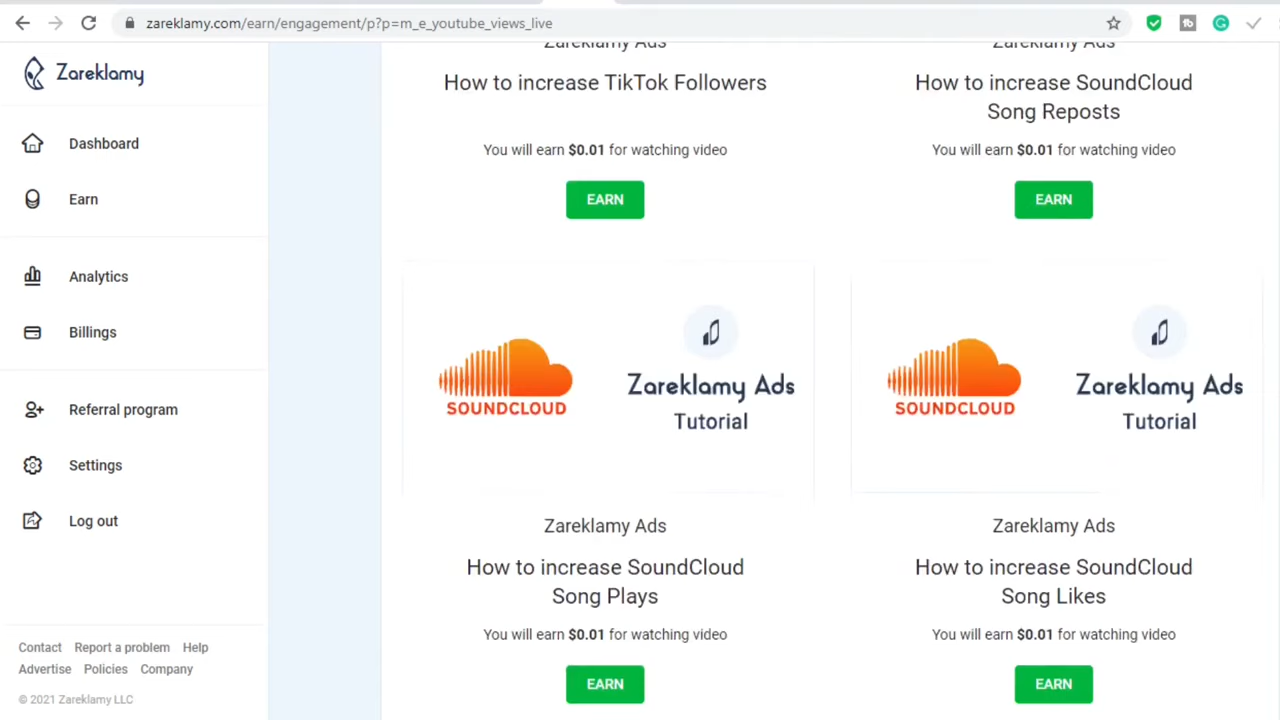 zareklamy.com/earn/engagement/p?p=m_e_youtube_views_live
Zareklamy
Dashboard
Earn
Analytics
Billings
Referral program
Settings
Log out
Contact Report a problem Help
Advertise Policies Company
© 2021 Zareklamy LLC
Zareklamy Ads
How to increase TikTok Followers
You will earn $0.01 for watching video
EARN
Zareklamy Ads
How to increase SoundCloud
Song Reposts
You will earn $0.01 for watching video
EARN
SOUNDCLOUD
Zareklamy Ads
Tutorial
Zareklamy Ads
How to increase SoundCloud
Song Plays
You will earn $0.01 for watching video
EARN
SOUNDCLOUD
Zareklamy Ads
Tutorial
Zareklamy Ads
How to increase SoundCloud
Song Likes
You will earn $0.01 for watching video
EARN